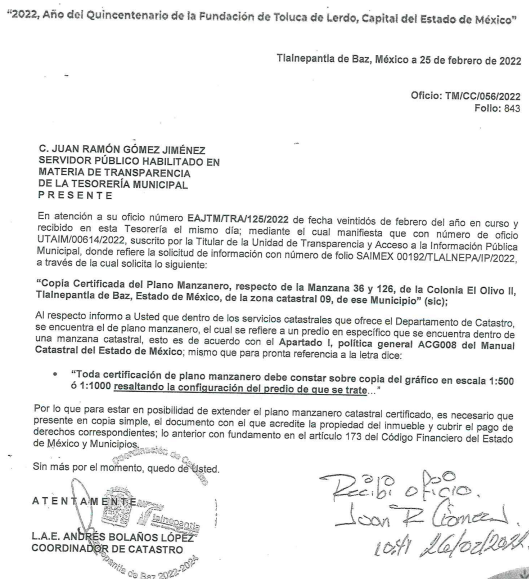 "2022, Año del Quincentenario de la Fundación de Toluca de Lerdo, Capital del Estado de México"
Tlalnepantla de Baz, México a 25 de febrero de 2022
Oficio: TM/CC/056/2022
Folio: 843
C. JUAN RAMÓN GÓMEZ JIMÉNEZ
SERVIDOR PÚBLICO HABILITADO EN
MATERIA DE TRANSPARENCIA
DE LA TESORERÍA MUNICIPAL
P R E S E N T E
En atención a su oficio número EAJTM/TRA/125/2022 de fecha veintidós de febrero del año en curso y
recibido en esta Tesorería el mismo día; mediante el cual manifiesta que con número de oficio
UTAIM/00614/2022, suscrito por la Titular de la Unidad de Transparencia y Acceso a la Información Pública
Municipal, donde refiere la solicitud de información con número de folio SAIMEX 00192/TLALNEPA/IP/2022,
a través de la cual solicita lo siguiente:
"Copia Certificada del Plano Manzanero, respecto de la Manzana 36 y 126, de la Colonia El Olivo II,
Tlalnepantla de Baz, Estado de México, de la zona catastral 09, de ese Municipio" (sic);
Al respecto informo a Usted que dentro de los servicios catastrales que ofrece el Departamento de Catastro,
se encuentra el de plano manzanero, el cual se refiere a un predio en específico que se encuentra dentro de
una manzana catastral, esto es de acuerdo con el Apartado I, política general ACG008 del Manual
Catastral del Estado de México; mismo que para pronta referencia a la letra dice:
• "Toda certificación de plano manzanero debe constar sobre copia del gráfico en escala 1:500
ó 1:1000 resaltando la configuración del predio de que se trate..."
Por lo que para estar en posibilidad de extender el plano manzanero catastral certificado, es necesario que
presente en copia simple, el documento con el que acredite la propiedad del inmueble y cubrir el pago de
derechos correspondientes; lo anterior con fundamento en el artículo 173 del Código Financiero del Estado
de México y Municipios.
Sin más por el momento, quedo de Usted.
A T E N T A M E N T E
Tlalnepantla
L.A.E. ANDRÉS BOLAÑOS LÓPEZ
COORDINADOR DE CATASTRO
Tlalnepantla de Baz 2022-2024
Recibi oficio.
Juan R Gómez J.